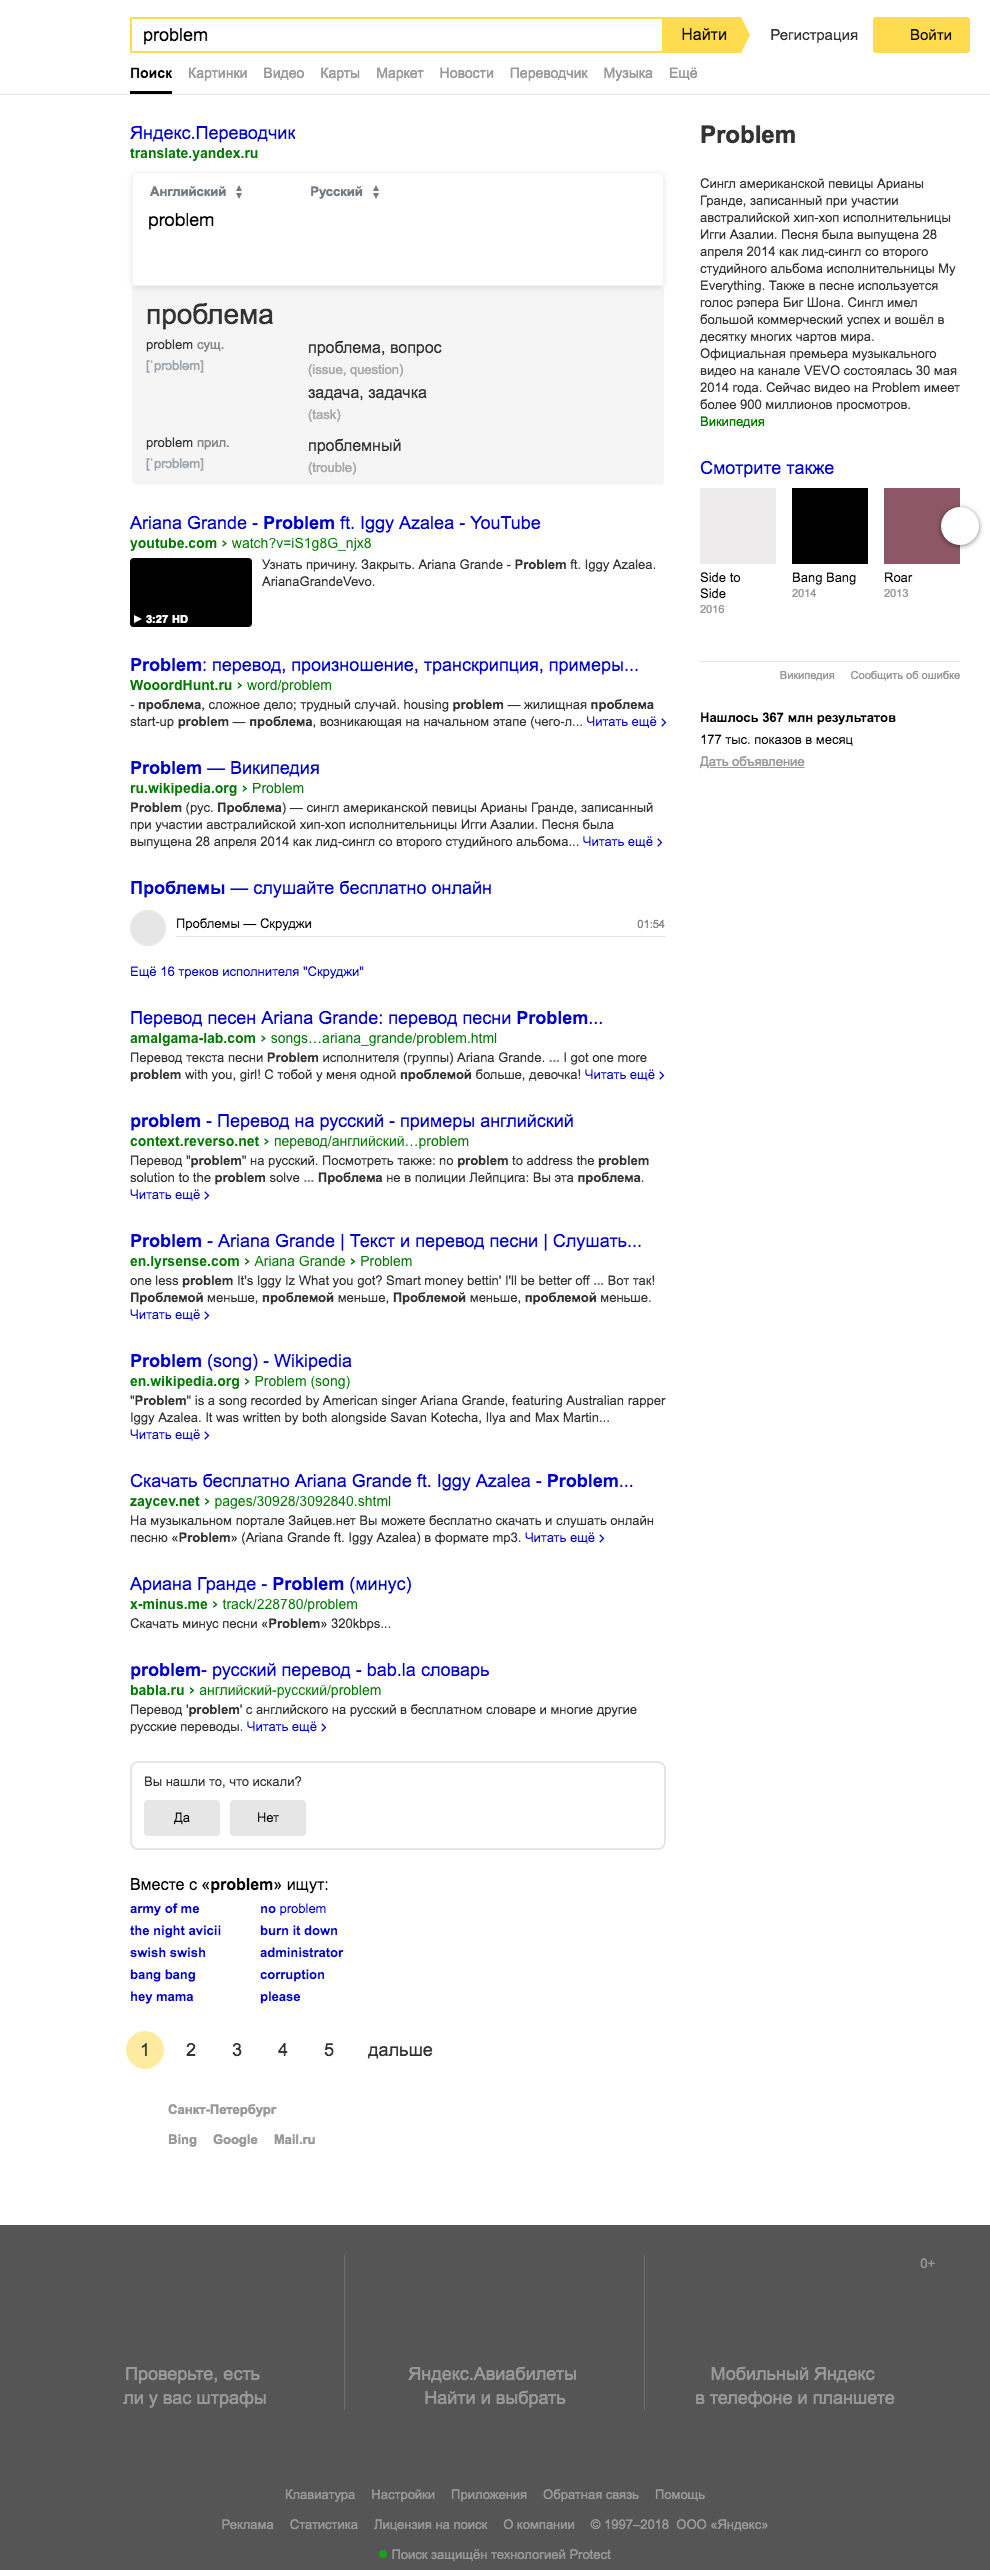 problem
Найти
Регистрация
Войти
Поиск Картинки Видео Карты Маркет Новости Переводчик Музыка Ещё
Яндекс.Переводчик
translate.yandex.ru
Английский Русский
problem
проблема
problem сущ. проблема, вопрос
[ˈprɔbləm] (issue, question)
задача, задачка
(task)
problem прил. проблемный
[ˈprɔbləm] (trouble)
Ariana Grande - Problem ft. Iggy Azalea - YouTube
youtube.com › watch?v=iS1g8G_njx8
Узнать причину. Закрыть. Ariana Grande - Problem ft. Iggy Azalea.
ArianaGrandeVevo.
3:27 HD
Problem: перевод, произношение, транскрипция, примеры...
WooordHunt.ru › word/problem
- проблема, сложное дело; трудный случай. housing problem — жилищная проблема
start-up problem — проблема, возникающая на начальном этапе (чего-л... Читать ещё ›
Problem — Википедия
ru.wikipedia.org › Problem
Problem (рус. Проблема) — сингл американской певицы Арианы Гранде, записанный
при участии австралийской хип-хоп исполнительницы Игги Азалии. Песня была
выпущена 28 апреля 2014 как лид-сингл со второго студийного альбома... Читать ещё ›
Проблемы — слушайте бесплатно онлайн
Проблемы — Скруджи 01:54
Ещё 16 треков исполнителя "Скруджи"
Перевод песен Ariana Grande: перевод песни Problem...
amalgama-lab.com › songs…ariana_grande/problem.html
Перевод текста песни Problem исполнителя (группы) Ariana Grande. ... I got one more
problem with you, girl! С тобой у меня одной проблемой больше, девочка! Читать ещё ›
problem - Перевод на русский - примеры английский
context.reverso.net › перевод/английский…problem
Перевод "problem" на русский. Посмотреть также: no problem to address the problem
solution to the problem solve ... Проблема не в полиции Лейпцига: Вы эта проблема.
Читать ещё ›
Problem - Ariana Grande | Текст и перевод песни | Слушать...
en.lyrsense.com › Ariana Grande › Problem
one less problem It's Iggy Iz What you got? Smart money bettin' I'll be better off ... Вот так!
Проблемой меньше, проблемой меньше, Проблемой меньше, проблемой меньше.
Читать ещё ›
Problem (song) - Wikipedia
en.wikipedia.org › Problem (song)
"Problem" is a song recorded by American singer Ariana Grande, featuring Australian rapper
Iggy Azalea. It was written by both alongside Savan Kotecha, Ilya and Max Martin...
Читать ещё ›
Скачать бесплатно Ariana Grande ft. Iggy Azalea - Problem...
zaycev.net › pages/30928/3092840.shtml
На музыкальном портале Зайцев.нет Вы можете бесплатно скачать и слушать онлайн
песню «Problem» (Ariana Grande ft. Iggy Azalea) в формате mp3. Читать ещё ›
Ариана Гранде - Problem (минус)
x-minus.me › track/228780/problem
Скачать минус песни «Problem» 320kbps...
problem- русский перевод - bab.la словарь
babla.ru › английский-русский/problem
Перевод 'problem' с английского на русский в бесплатном словаре и многие другие
русские переводы. Читать ещё ›
Вы нашли то, что искали?
Да Нет
Вместе с «problem» ищут:
army of me no problem
the night avicii burn it down
swish swish administrator
bang bang corruption
hey mama please
1 2 3 4 5 дальше
Санкт-Петербург
Bing Google Mail.ru
Problem
Сингл американской певицы Арианы
Гранде, записанный при участии
австралийской хип-хоп исполнительницы
Игги Азалии. Песня была выпущена 28
апреля 2014 как лид-сингл со второго
студийного альбома исполнительницы My
Everything. Также в песне используется
голос рэпера Биг Шона. Сингл имел
большой коммерческий успех и вошёл в
десятку многих чартов мира.
Официальная премьера музыкального
видео на канале VEVO состоялась 30 мая
2014 года. Сейчас видео на Problem имеет
более 900 миллионов просмотров.
Википедия
Смотрите также
Side to Bang Bang Roar
Side 2014 2013
2016
Википедия Сообщить об ошибке
Нашлось 367 млн результатов
177 тыс. показов в месяц
Дать объявление
0+
Проверьте, есть
ли у вас штрафы
Яндекс.Авиабилеты
Найти и выбрать
Мобильный Яндекс
в телефоне и планшете
Клавиатура Настройки Приложения Обратная связь Помощь
Реклама Статистика Лицензия на поиск О компании © 1997–2018 ООО «Яндекс»
Поиск защищён технологией Protect